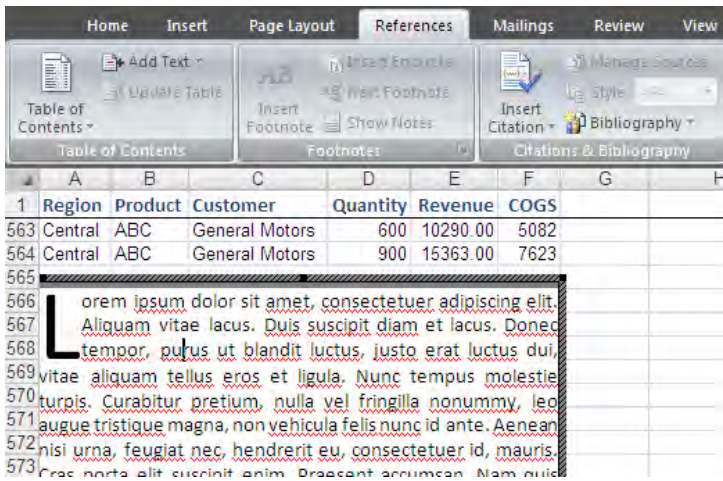 Home Insert Page Layout References Mailings Review View
Add Text Insert Endnote Manage Sources
AB
Update Table Next Footnote Style
Table of Contents Insert Footnote Show Notes Insert Citation Bibliography
Table of Contents Footnotes Citations & Bibliography
A B C D E F G H
1 Region Product Customer Quantity Revenue COGS
563 Central ABC General Motors 600 10290.00 5082
564 Central ABC General Motors 900 15363.00 7623
565
566 Lorem ipsum dolor sit amet, consectetuer adipiscing elit.
567 Aliquam vitae lacus. Duis suscipit diam et lacus. Donec
568 tempor, purus ut blandit luctus, justo erat luctus dui,
569 vitae aliquam tellus eros et ligula. Nunc tempus molestie
570 turpis. Curabitur pretium, nulla vel fringilla nonummy, leo
571 augue tristique magna, non vehicula felis nunc id ante. Aenean
572 nisi urna, feugiat nec, hendrerit eu, consectetuer id, mauris.
573 Cras porta elit suscipit enim. Praesent accumsan. Nam quis